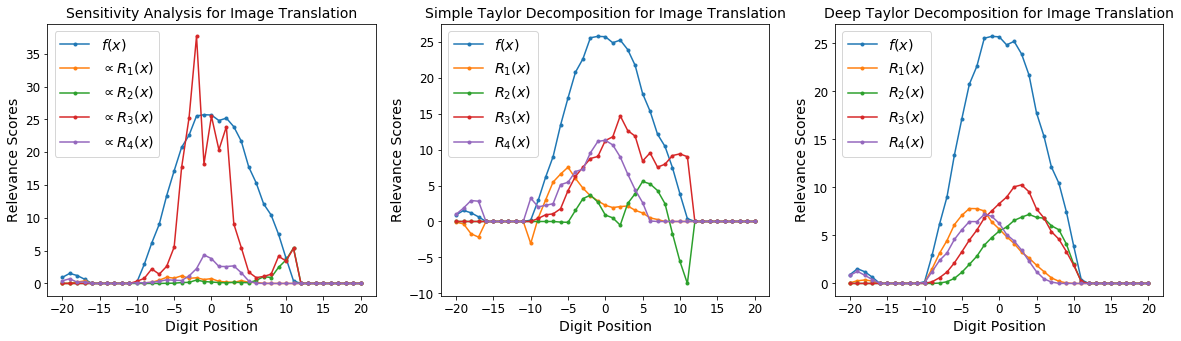 Sensitivity Analysis for Image Translation
Relevance Scores
35
30
25
20
15
10
5
0
f(x)
∝ R₁(x)
∝ R₂(x)
∝ R₃(x)
∝ R₄(x)
−20 −15 −10 −5 0 5 10 15 20
Digit Position
Simple Taylor Decomposition for Image Translation
Relevance Scores
25
20
15
10
5
0
−5
−10
f(x)
R₁(x)
R₂(x)
R₃(x)
R₄(x)
−20 −15 −10 −5 0 5 10 15 20
Digit Position
Deep Taylor Decomposition for Image Translation
Relevance Scores
25
20
15
10
5
0
f(x)
R₁(x)
R₂(x)
R₃(x)
R₄(x)
−20 −15 −10 −5 0 5 10 15 20
Digit Position